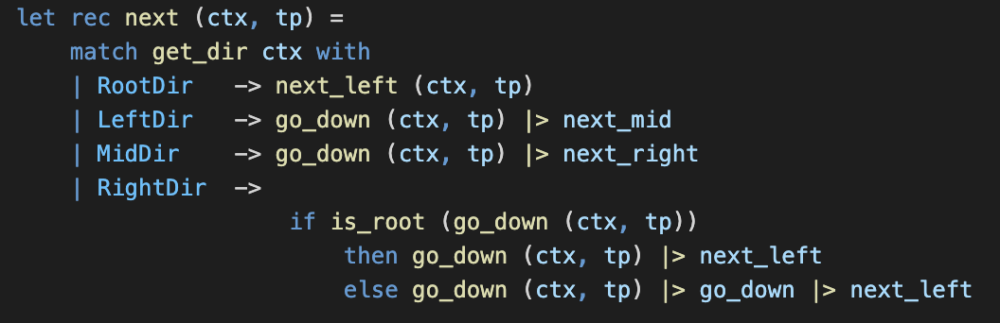 let rec next (ctx, tp) =
    match get_dir ctx with
    | RootDir   -> next_left (ctx, tp)
    | LeftDir   -> go_down (ctx, tp) |> next_mid
    | MidDir    -> go_down (ctx, tp) |> next_right
    | RightDir  ->
                    if is_root (go_down (ctx, tp))
                        then go_down (ctx, tp) |> next_left
                        else go_down (ctx, tp) |> go_down |> next_left